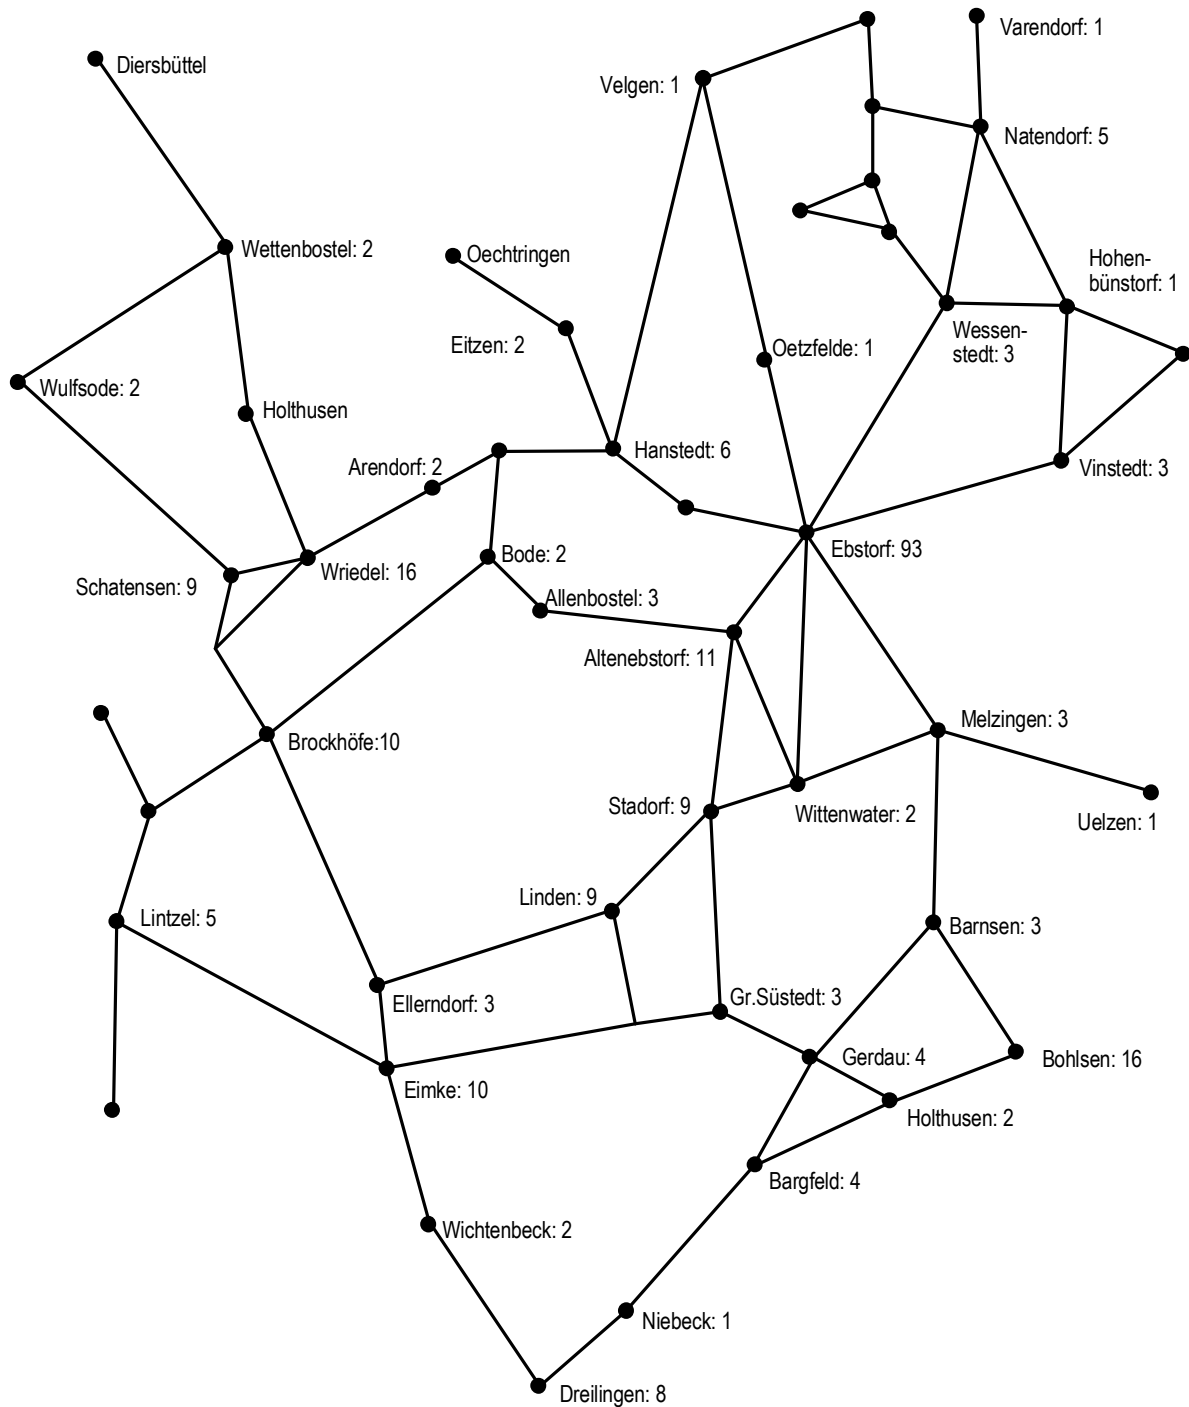 Varendorf: 1
Diersbüttel
Velgen: 1
Natendorf: 5
Wettenbostel: 2
Oechtringen
Hohen-
bünstorf: 1
Eitzen: 2
Oetzfelde: 1
Wessen-
stedt: 3
Wulfsode: 2
Holthusen
Hanstedt: 6
Arendorf: 2
Vinstedt: 3
Ebstorf: 93
Bode: 2
Wriedel: 16
Schatensen: 9
Allenbostel: 3
Altenebstorf: 11
Melzingen: 3
Brockhöfe:10
Stadorf: 9
Wittenwater: 2
Uelzen: 1
Linden: 9
Lintzel: 5
Barnsen: 3
Gr.Süstedt: 3
Ellerndorf: 3
Gerdau: 4
Bohlsen: 16
Eimke: 10
Holthusen: 2
Bargfeld: 4
Wichtenbeck: 2
Niebeck: 1
Dreilingen: 8